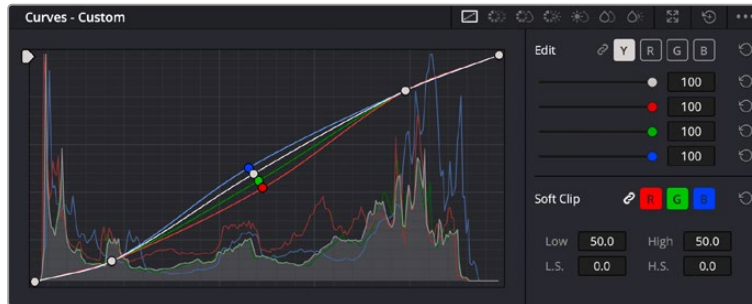 Curves - Custom
Edit Y R G B
100
100
100
100
Soft Clip R G B
Low 50.0 High 50.0
L.S. 0.0 H.S. 0.0